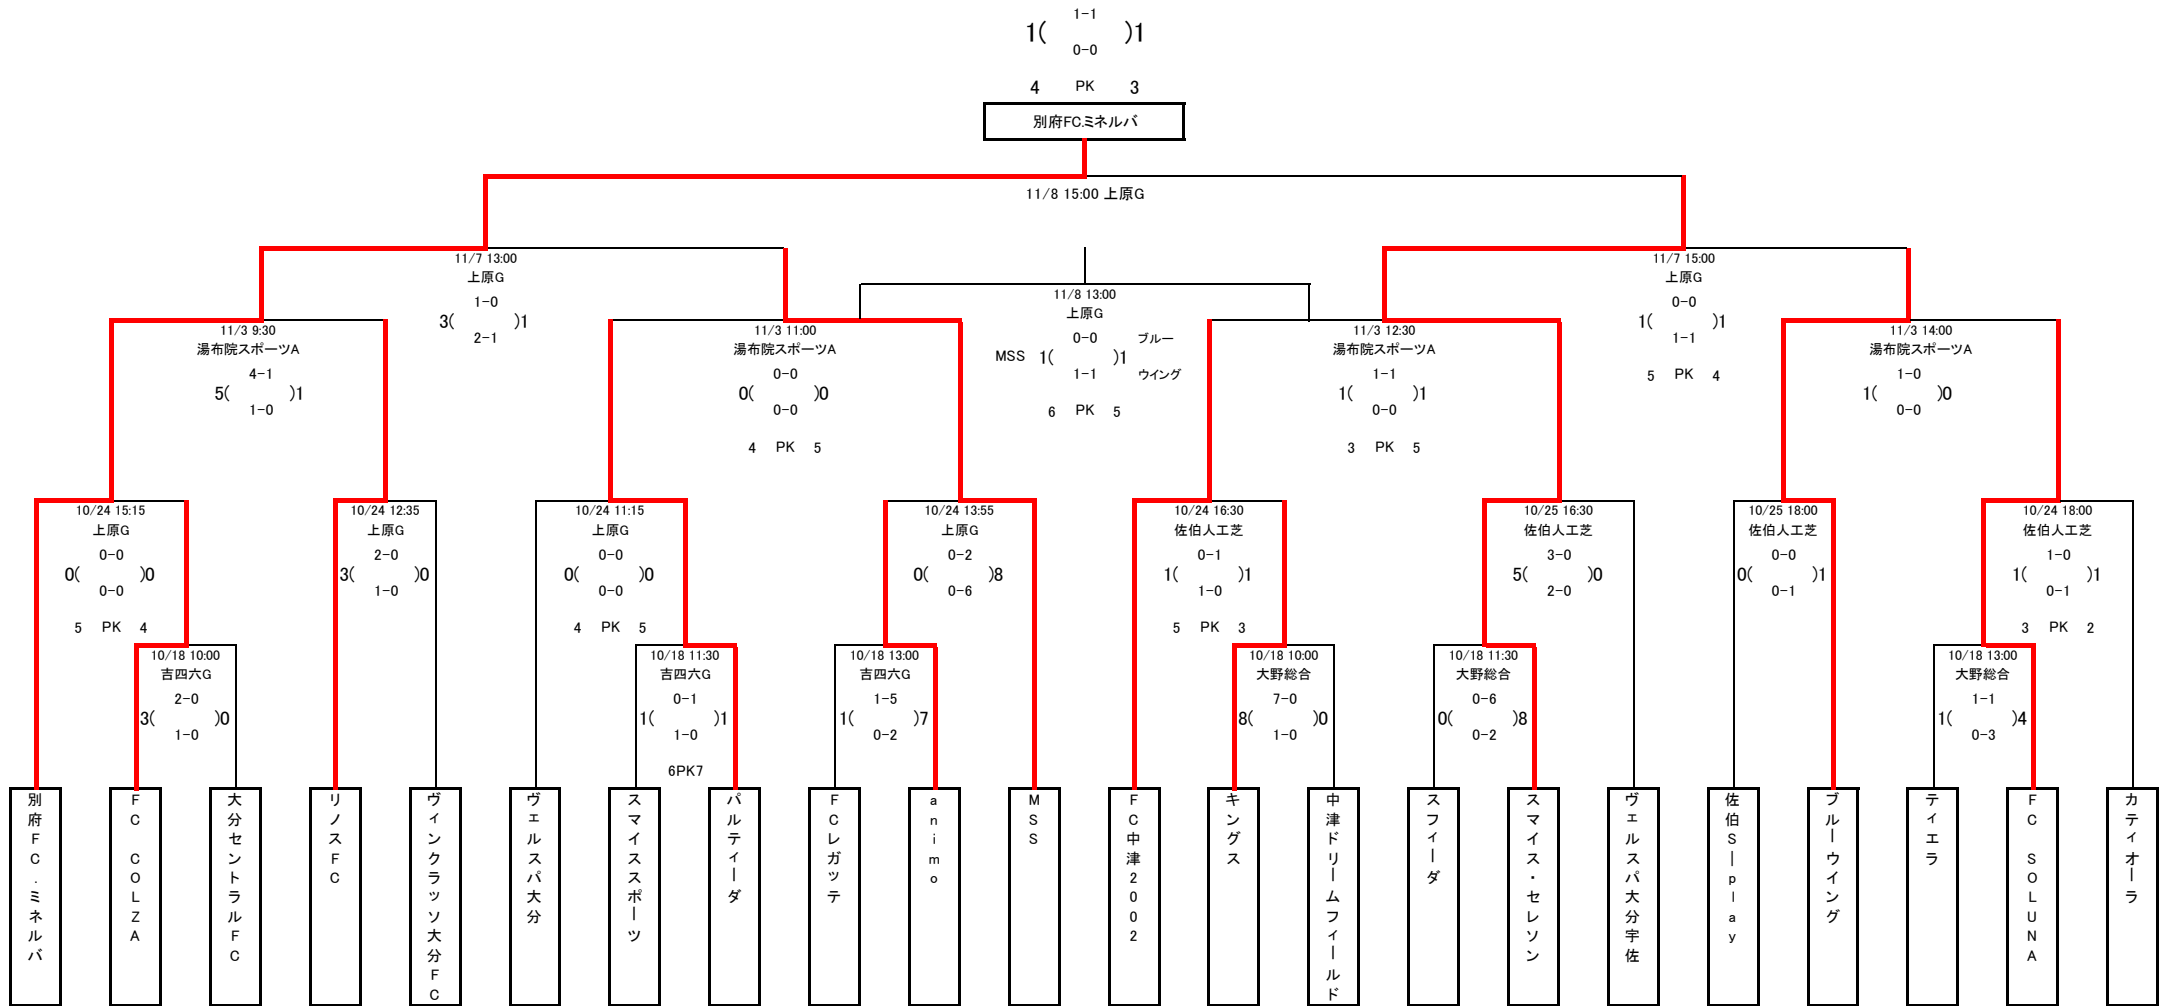 1-1
1( )1
0-0
4 PK 3
別府FC.ミネルバ
11/8 15:00 上原G
11/7 13:00
上原G
1-0
3( )1
2-1
11/8 13:00
上原G
0-0 ブルー
MSS 1( )1
1-1 ウイング
6 PK 5
11/7 15:00
上原G
0-0
1( )1
1-1
5 PK 4
11/3 9:30
湯布院スポーツA
4-1
5( )1
1-0
11/3 11:00
湯布院スポーツA
0-0
0( )0
0-0
4 PK 5
11/3 12:30
湯布院スポーツA
1-1
1( )1
0-0
3 PK 5
11/3 14:00
湯布院スポーツA
1-0
1( )0
0-0
10/24 15:15
上原G
0-0
0( )0
0-0
5 PK 4
10/24 12:35
上原G
2-0
3( )0
1-0
10/24 11:15
上原G
0-0
0( )0
0-0
4 PK 5
10/24 13:55
上原G
0-2
0( )8
0-6
10/24 16:30
佐伯人工芝
0-1
1( )1
1-0
5 PK 3
10/25 16:30
佐伯人工芝
3-0
5( )0
2-0
10/25 18:00
佐伯人工芝
0-0
0( )1
0-1
10/24 18:00
佐伯人工芝
1-0
1( )1
0-1
3 PK 2
10/18 10:00
吉四六G
2-0
3( )0
1-0
10/18 11:30
吉四六G
0-1
1( )1
1-0
6PK7
10/18 13:00
吉四六G
1-5
1( )7
0-2
10/18 10:00
大野総合
7-0
8( )0
1-0
10/18 11:30
大野総合
0-6
0( )8
0-2
10/18 13:00
大野総合
1-1
1( )4
0-3
別府FC.ミネルバ
FC COLZA
大分セントラルFC
リノスFC
ヴィンクラッソ大分FC
ヴェルスパ大分
スマイススポーツ
パルティーダ
FCレガッテ
animo
MSS
FC中津2002
キングス
中津ドリームフィールド
スフィーダ
スマイス・セレソン
ヴェルスパ大分宇佐
佐伯S-play
ブルーウイング
ティエラ
FC SOLUNA
カティオーラ